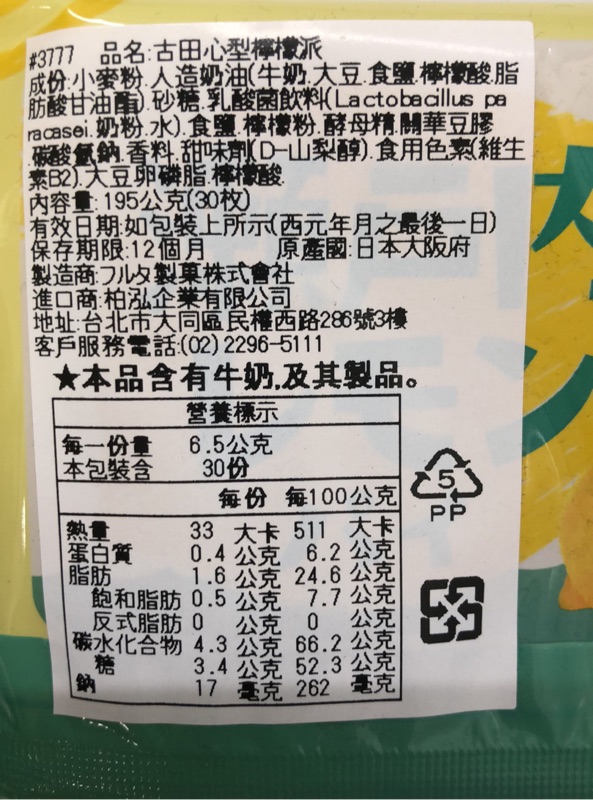 #3777 品名:古田心型檸檬派
成份:小麥粉.人造奶油(牛奶.大豆.食鹽.檸檬酸.脂
肪酸甘油酯).砂糖.乳酸菌飲料(Lactobacillus pa
racasei.奶粉.水).食鹽.檸檬粉.酵母精.關華豆膠
.碳酸氫鈉.香料.甜味劑(D-山梨醇).食用色素(維生
素B2).大豆卵磷脂.檸檬酸.
內容量:195公克(30枚)
有效日期:如包裝上所示(西元年月之最後一日)
保存期限:12個月 原產國:日本大阪府
製造商:フルタ製菓株式會社
進口商:柏泓企業有限公司
地址:台北市大同區民權西路286號3樓
客戶服務電話:(02)2296-5111
★本品含有牛奶,及其製品。
營養標示
每一份量 6.5公克
本包裝含 30份
每份 每100公克
熱量 33 大卡 511 大卡
蛋白質 0.4 公克 6.2 公克
脂肪 1.6 公克 24.6 公克
飽和脂肪 0.5 公克 7.7 公克
反式脂肪 0 公克 0 公克
碳水化合物 4.3 公克 66.2 公克
糖 3.4 公克 52.3 公克
鈉 17 毫克 262 毫克
5
PP